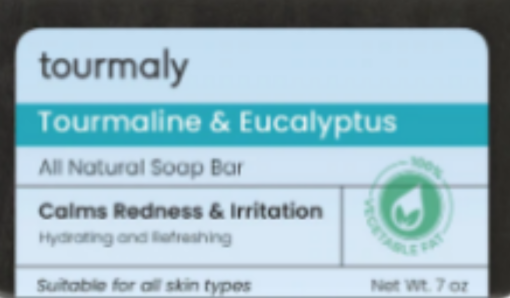 tourmaly
Tourmaline & Eucalyptus
All Natural Soap Bar
100%
VEGETABLE FAT
Calms Redness & Irritation
Hydrating and Refreshing
Suitable for all skin types
Net Wt. 7 oz